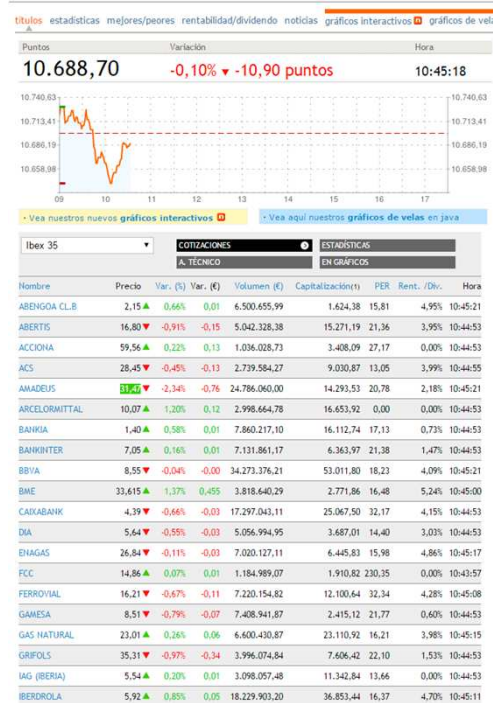 títulos estadísticas mejores/peores rentabilidad/dividendo noticias gráficos interactivos n gráficos de vela
Puntos Variación Hora
10.688,70 -0,10% ▼ -10,90 puntos 10:45:18
10.740,63 10.740,63
10.713,41 10.713,41
10.686,19 10.686,19
10.658,98 10.658,98
09 10 11 12 13 14 15 16 17
· Vea nuestros nuevos gráficos interactivos n · Vea aquí nuestros gráficos de velas en java
Ibex 35 COTIZACIONES ESTADÍSTICAS
A. TÉCNICO EN GRÁFICOS
Nombre Precio Var. (%) Var. (€) Volumen (€) Capitalización(1) PER Rent. /Div. Hora
ABENGOA CL.B 2,15 ▲ 0,66% 0,01 6.500.655,99 1.624,38 15,81 4,95% 10:45:21
ABERTIS 16,80 ▼ -0,91% -0,15 5.042.328,38 15.271,19 21,36 3,95% 10:44:53
ACCIONA 59,56 ▲ 0,22% 0,13 1.036.028,73 3.408,09 27,17 0,00% 10:44:53
ACS 28,45 ▼ -0,45% -0,13 2.739.584,27 9.030,87 13,05 3,99% 10:44:55
AMADEUS 31,47 ▼ -2,34% -0,76 24.786.060,00 14.293,53 20,78 2,18% 10:45:21
ARCELORMITTAL 10,07 ▲ 1,20% 0,12 2.998.664,78 16.653,92 0,00 0,00% 10:44:53
BANKIA 1,40 ▲ 0,58% 0,01 7.860.217,10 16.112,74 17,13 0,73% 10:44:53
BANKINTER 7,05 ▲ 0,16% 0,01 7.131.861,17 6.363,97 21,38 1,47% 10:44:53
BBVA 8,55 ▼ -0,04% -0,00 34.273.376,21 53.011,80 18,23 4,09% 10:45:21
BME 33,615 ▲ 1,37% 0,455 3.818.640,29 2.771,86 16,48 5,24% 10:45:00
CAIXABANK 4,39 ▼ -0,66% -0,03 17.297.043,11 25.067,50 32,17 4,15% 10:44:53
DIA 5,64 ▼ -0,55% -0,03 5.056.994,95 3.687,01 14,40 3,03% 10:44:53
ENAGAS 26,84 ▼ -0,11% -0,03 7.020.127,11 6.445,83 15,98 4,86% 10:45:17
FCC 14,86 ▲ 0,07% 0,01 1.184.989,07 1.910,82 230,35 0,00% 10:43:57
FERROVIAL 16,21 ▼ -0,67% -0,11 7.220.154,82 12.100,64 32,34 4,28% 10:45:08
GAMESA 8,51 ▼ -0,79% -0,07 7.408.941,87 2.415,12 21,77 0,60% 10:44:53
GAS NATURAL 23,01 ▲ 0,26% 0,06 6.600.430,87 23.110,92 16,21 3,98% 10:45:15
GRIFOLS 35,31 ▼ -0,97% -0,34 3.996.074,84 7.606,42 22,10 1,53% 10:44:53
IAG (IBERIA) 5,54 ▲ 0,20% 0,01 3.098.057,48 11.342,84 13,66 0,00% 10:44:53
IBERDROLA 5,92 ▲ 0,85% 0,05 18.229.903,20 36.853,44 16,37 4,70% 10:45:11